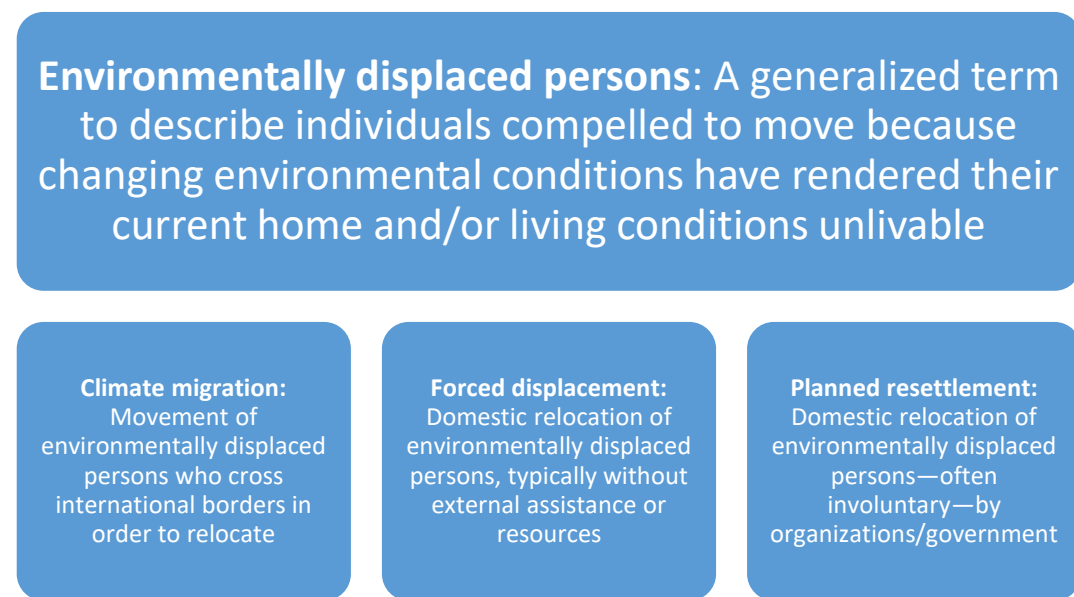 Environmentally displaced persons: A generalized term
to describe individuals compelled to move because
changing environmental conditions have rendered their
current home and/or living conditions unlivable
Climate migration:
Movement of
environmentally displaced
persons who cross
international borders in
order to relocate
Forced displacement:
Domestic relocation of
environmentally displaced
persons, typically without
external assistance or
resources
Planned resettlement:
Domestic relocation of
environmentally displaced
persons—often
involuntary—by
organizations/government